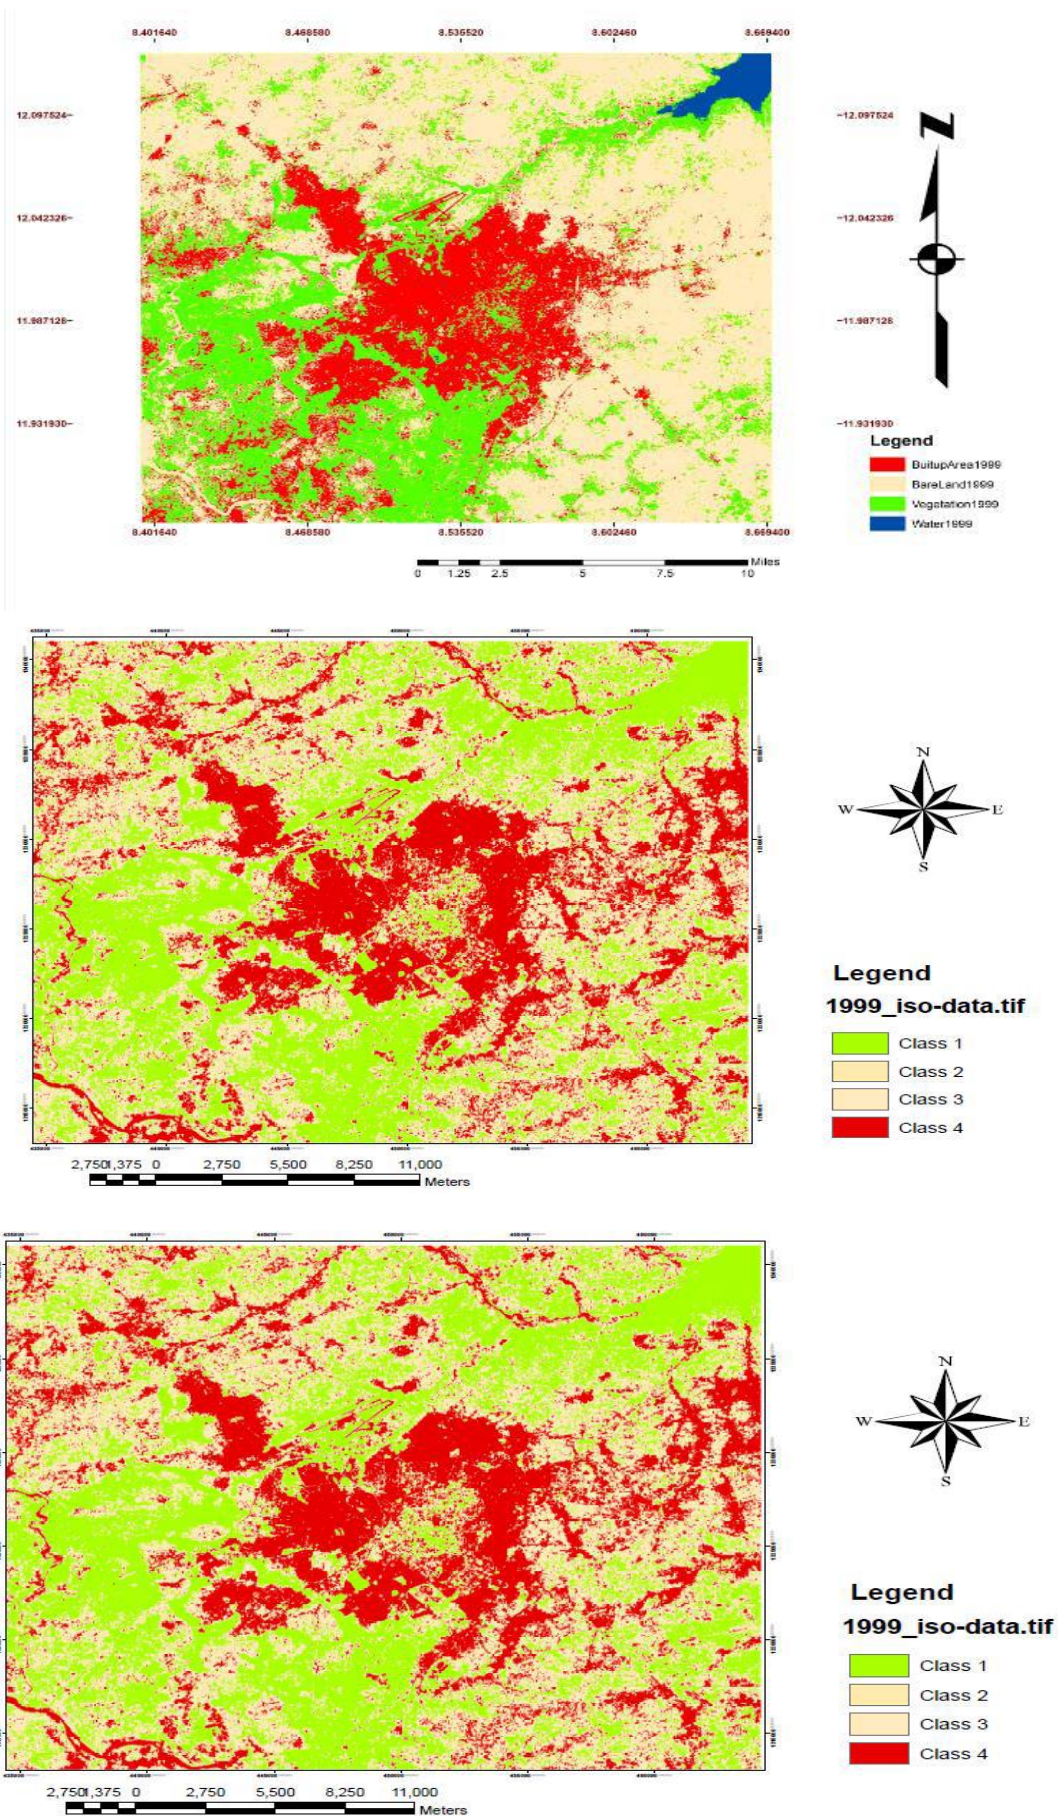 8.401640 8.468580 8.535520 8.602460 8.669400
12.097524 12.097524
N
12.042326 12.042326
11.987128 11.987128
11.931930 11.931930
Legend
BuitupArea1999
BareLand1999
Vegetation1999
Water1999
8.401640 8.468580 8.535520 8.602460 8.669400
0 1.25 2.5 5 7.5 10 Miles
N
W E
S
Legend
1999_iso-data.tif
Class 1
Class 2
Class 3
Class 4
2,750 1,375 0 2,750 5,500 8,250 11,000
Meters
N
W E
S
Legend
1999_iso-data.tif
Class 1
Class 2
Class 3
Class 4
2,750 1,375 0 2,750 5,500 8,250 11,000
Meters